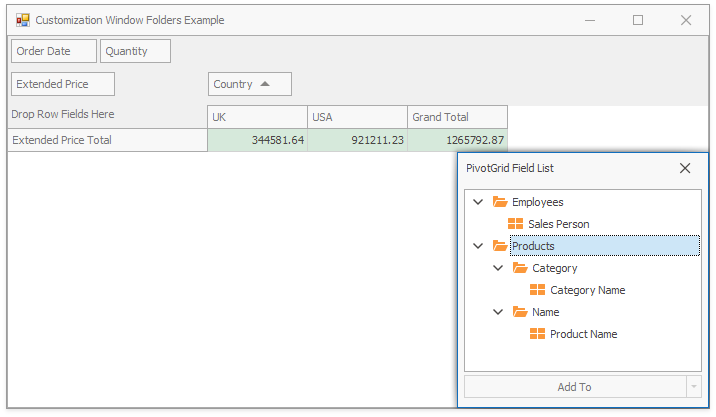 Customization Window Folders Example
Order Date Quantity
Extended Price Country
Drop Row Fields Here UK USA Grand Total
Extended Price Total 344581.64 921211.23 1265792.87
PivotGrid Field List
Employees
Sales Person
Products
Category
Category Name
Name
Product Name
Add To